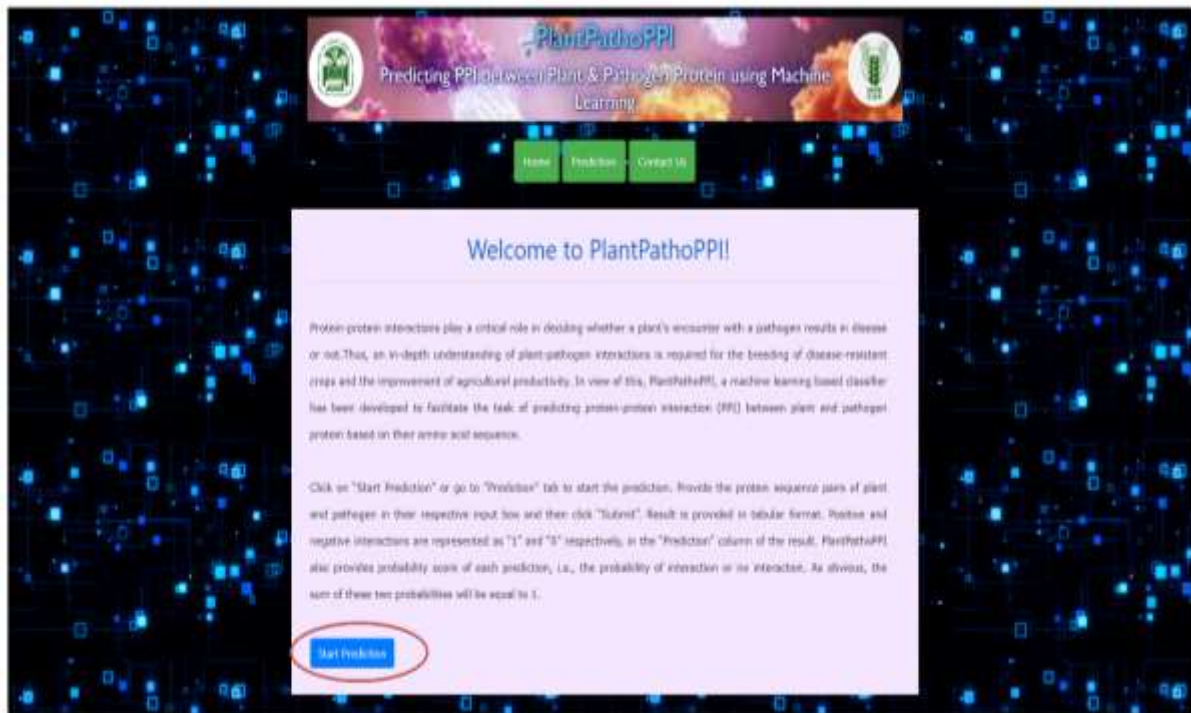 PlantPathoPPI
Predicting PPI between Plant & Pathogen Protein using Machine
Learning.
Home
Prediction
Contact Us
Welcome to PlantPathoPPI!
Protein-protein interactions play a critical role in deciding whether a plant's encounter with a pathogen results in disease
or not.Thus, an in-depth understanding of plant-pathogen interactions is required for the breeding of disease-resistant
crops and the improvement of agricultural productivity. In view of this, PlantPathoPPI, a machine learning based classifier
has been developed to facilitate the task of predicting protein-protein interaction (PPI) between plant and pathogen
protein based on their amino acid sequence.
Click on "Start Prediction" or go to "Prediction" tab to start the prediction. Provide the protein sequence pairs of plant
and pathogen in their respective input box and then click "Submit". Result is provided in tabular format. Positive and
negative interactions are represented as "1" and respectively, in the "Prediction" column of the result. PlantPathoPPI
also provides probability score of each prediction, i.e., the probability of interaction or no interaction. As obvious, the
sum of these two probabilities will be equal to 1.
Start Prediction